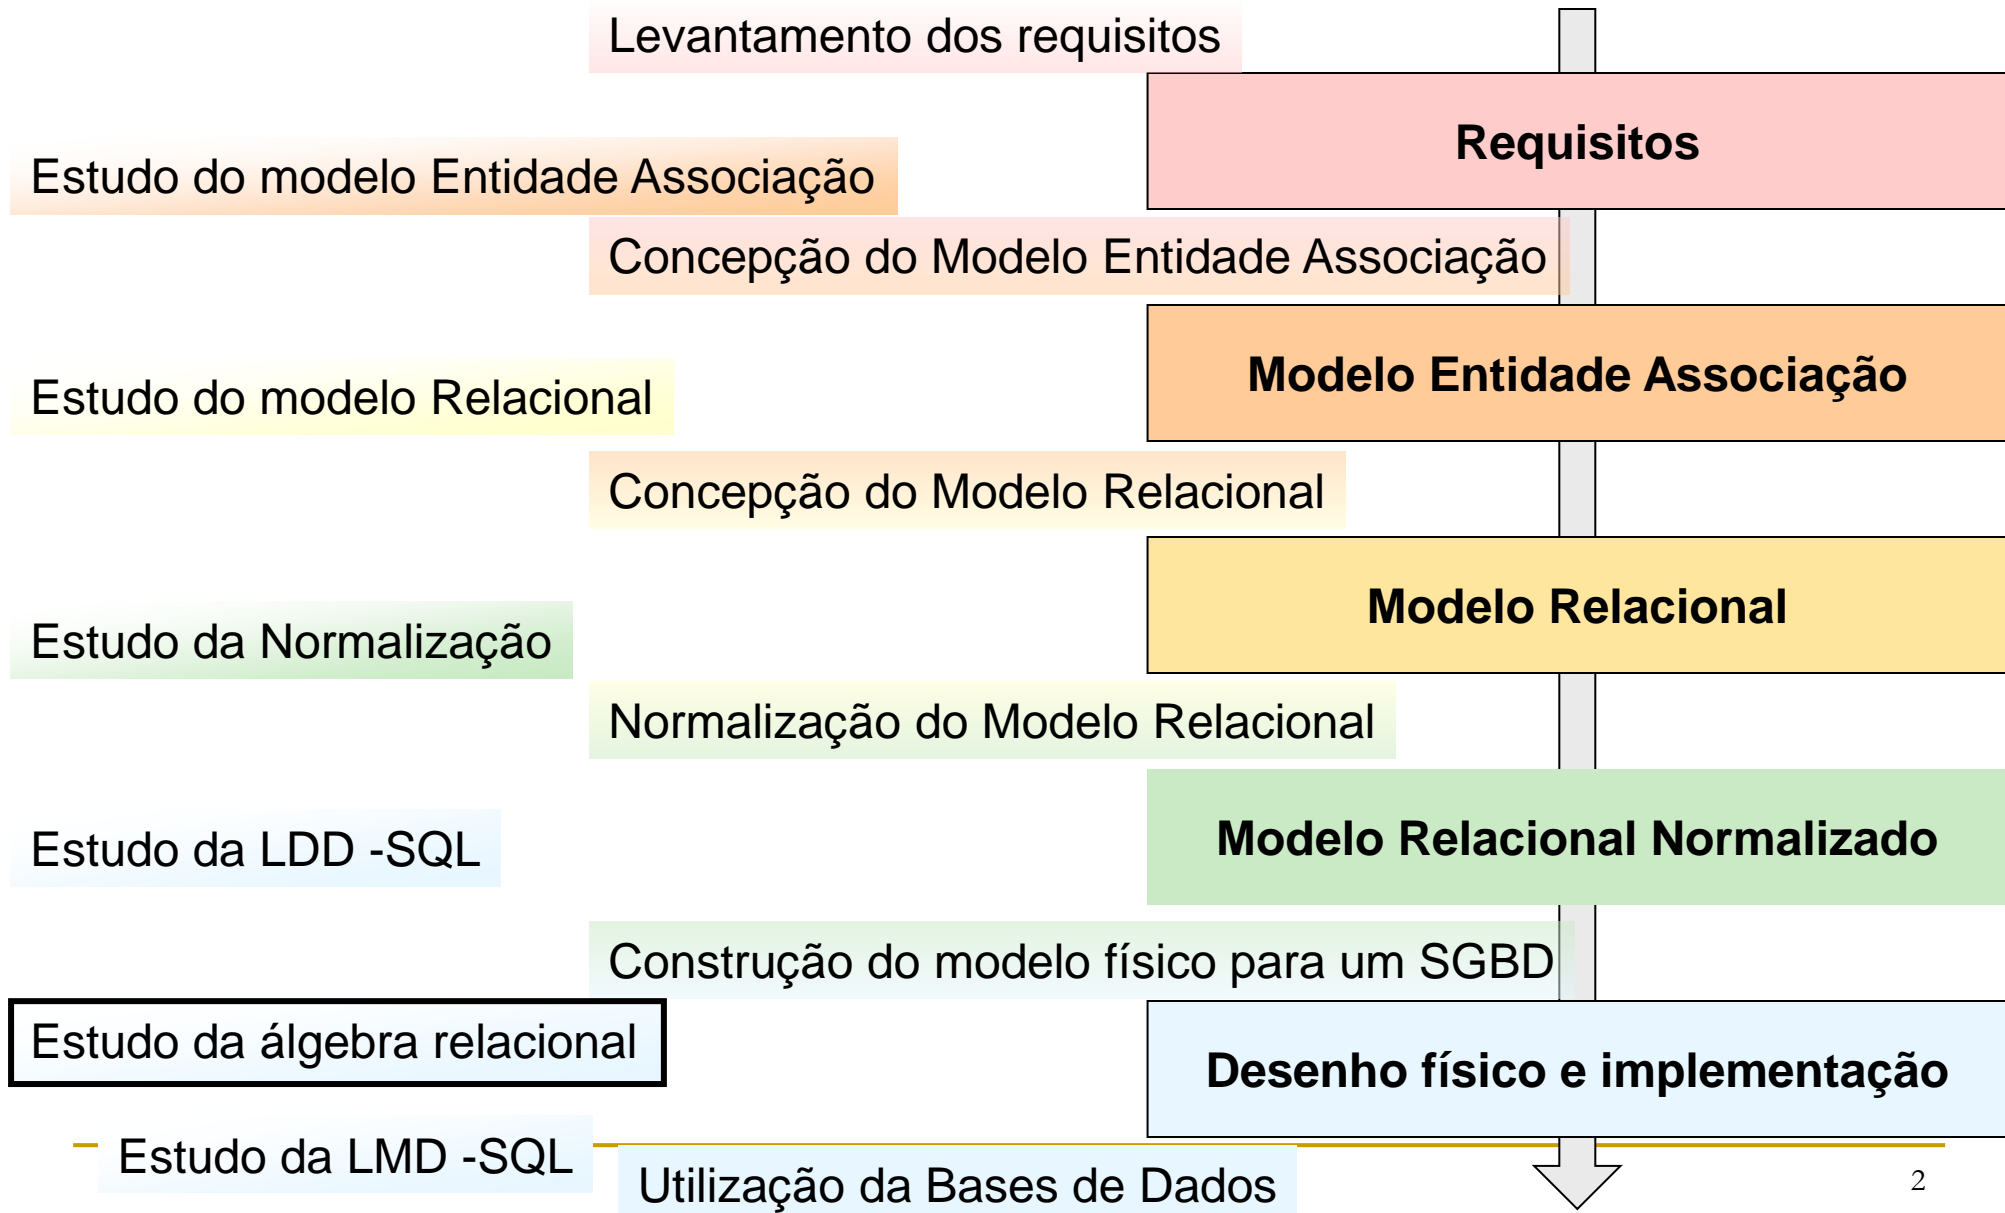 Levantamento dos requisitos
Requisitos
Estudo do modelo Entidade Associação
Concepção do Modelo Entidade Associação
Modelo Entidade Associação
Estudo do modelo Relacional
Concepção do Modelo Relacional
Modelo Relacional
Estudo da Normalização
Normalização do Modelo Relacional
Modelo Relacional Normalizado
Estudo da LDD -SQL
Construção do modelo físico para um SGBD
Estudo da álgebra relacional
Desenho físico e implementação
Estudo da LMD -SQL
Utilização da Bases de Dados
2